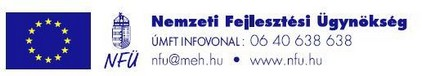 Nemzeti Fejlesztési Ügynökség
ÚMFT INFOVONAL: 06 40 638 638
NFÜ
nfu@meh.hu • www.nfu.hu